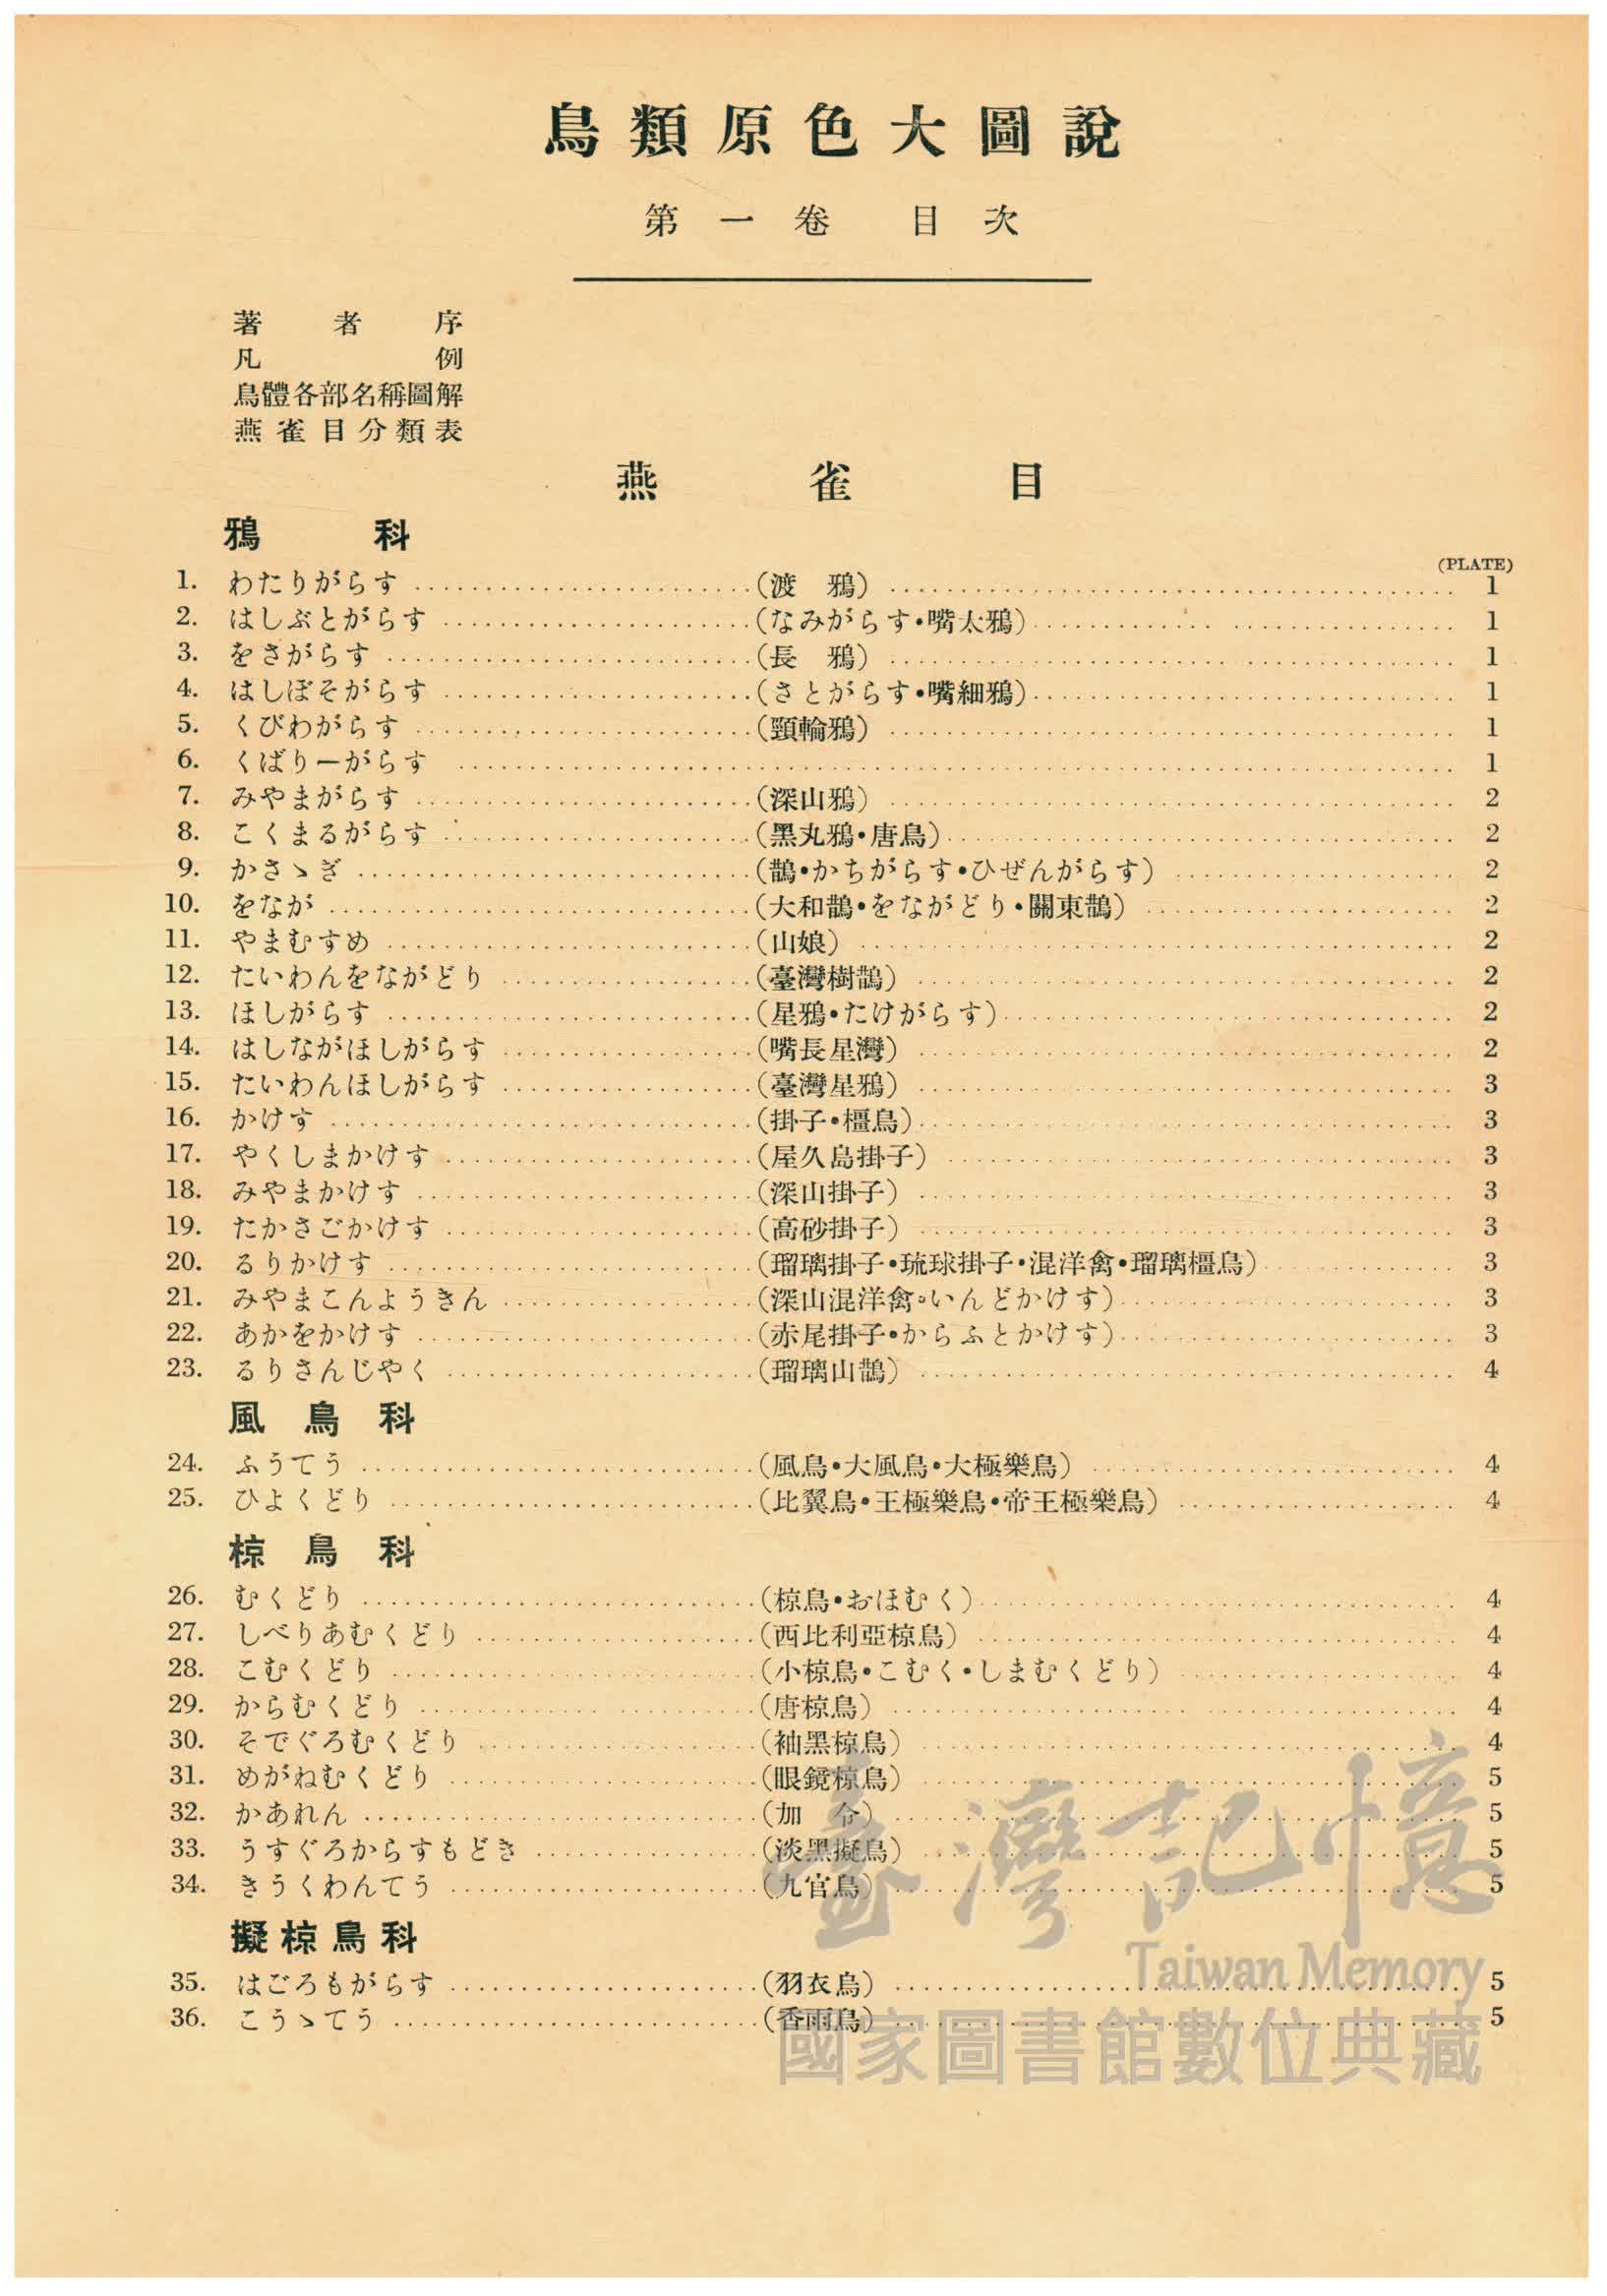 鳥類原色大圖說
第一卷 目次
著者序
凡例
鳥體各部名稱圖解
燕雀目分類表
燕雀目
鴉科
(PLATE)
1. わたりがらす (渡 鴉) 1
2. はしぶとがらす (なみがらす・嘴太鴉) 1
3. をさがらす (長 鴉) 1
4. はしぼそがらす (さとがらす・嘴細鴉) 1
5. くびわがらす (頸輪鴉) 1
6. くばりーがらす 1
7. みやまがらす (深山鴉) 2
8. こくまるがらす (黑丸鴉・唐鳥) 2
9. かさゝぎ (鵲・かちがらす・ひぜんがらす) 2
10. をなが (大和鵲・をながどり・關東鵲) 2
11. やまむすめ (山娘) 2
12. たいわんをながどり (臺灣樹鵲) 2
13. ほしがらす (星鴉・たけがらす) 2
14. はしながほしがらす (嘴長星灣) 2
15. たいわんほしがらす (臺灣星鴉) 3
16. かけす (掛子・橿鳥) 3
17. やくしまかけす (屋久島掛子) 3
18. みやまかけす (深山掛子) 3
19. たかさごかけす (高砂掛子) 3
20. るりかけす (瑠璃掛子・琉球掛子・混洋禽・瑠璃橿鳥) 3
21. みやまこんようきん (深山混洋禽・いんどかけす) 3
22. あかをかけす (赤尾掛子・からふとかけす) 3
23. るりさんじやく (瑠璃山鵲) 4
風鳥科
24. ふうてう (風鳥・大風鳥・大極樂鳥) 4
25. ひよくどり (比翼鳥・王極樂鳥・帝王極樂鳥) 4
椋鳥科
26. むくどり (椋鳥・おほむく) 4
27. しべりあむくどり (西比利亞椋鳥) 4
28. こむくどり (小椋鳥・こむく・しまむくどり) 4
29. からむくどり (唐椋鳥) 4
30. そでぐろむくどり (袖黑椋鳥) 4
31. めがねむくどり (眼鏡椋鳥) 5
32. かあれん (加 令) 5
33. うすぐろからすもどき (淡黑擬鳥) 5
34. きうくわんてう (九官鳥) 5
擬椋鳥科
35. はごろもがらす (羽衣烏) 5
36. こうゝてう (香雨鳥) 5
臺灣記憶
Taiwan Memory
國家圖書館數位典藏